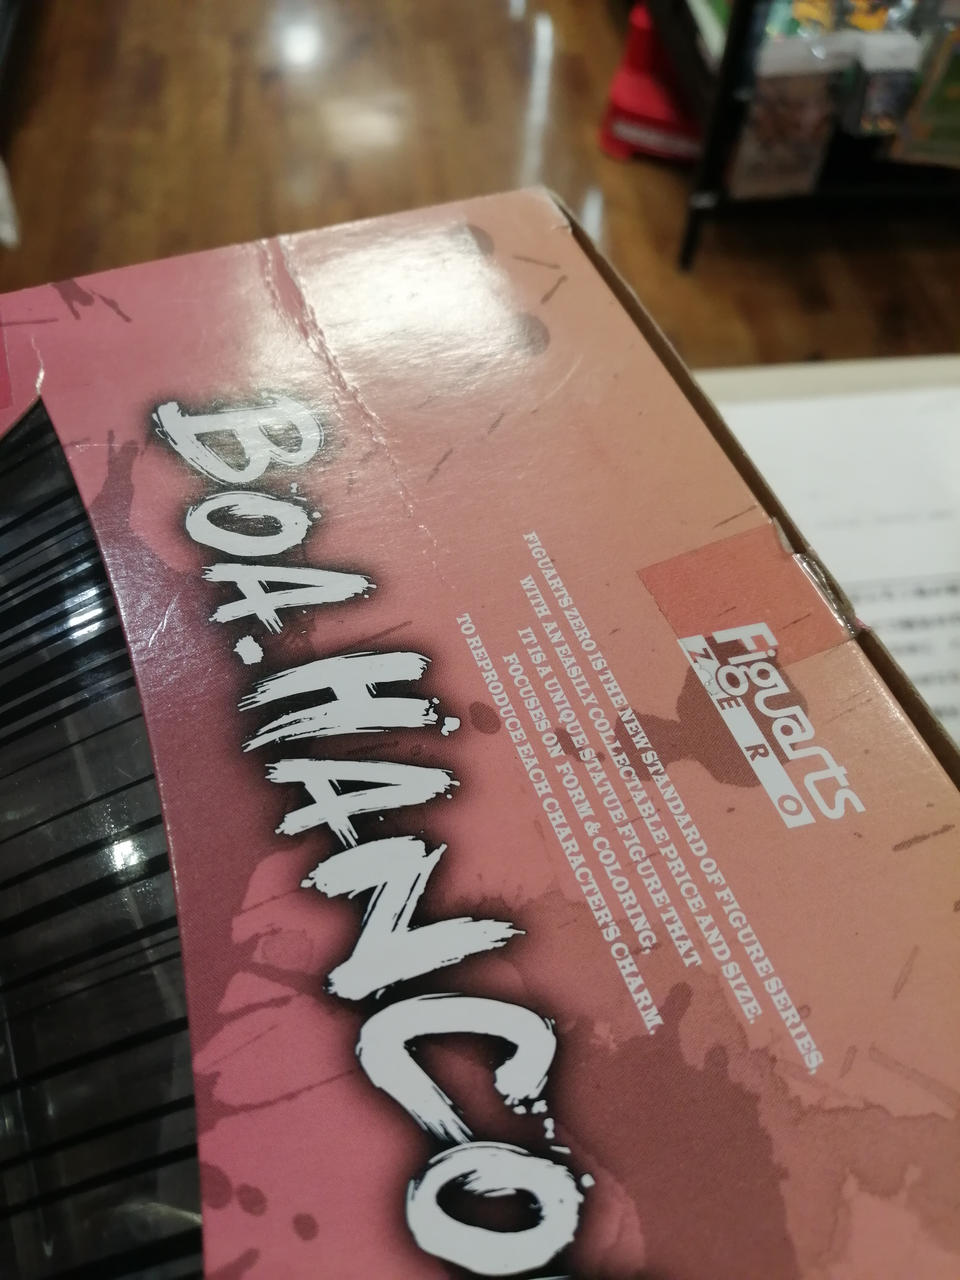 Figuarts
ZERO
FIGUARTS ZERO IS THE NEW STANDARD OF FIGURE SERIES,
WITH AN EASILY COLLECTABLE PRICE AND SIZE.
IT IS A UNIQUE STATUE FIGURE THAT
FOCUSES ON FORM & COLORING,
TO REPRODUCE EACH CHARACTER'S CHARM.
BOA.HANCO